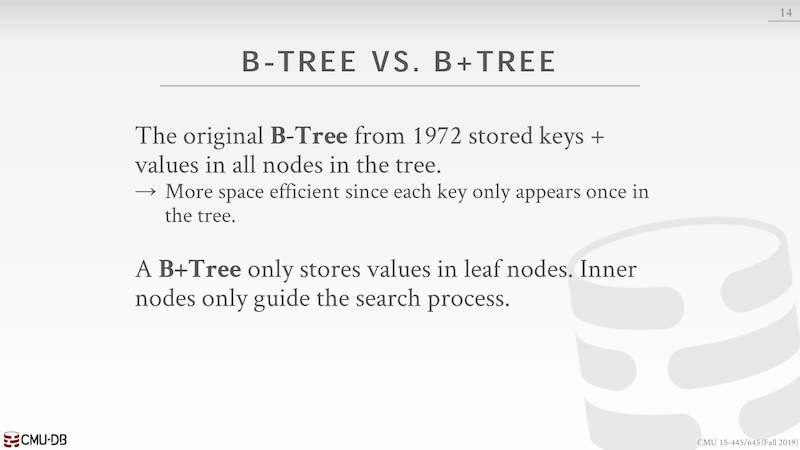 14
B-TREE VS. B+TREE
The original B-Tree from 1972 stored keys +
values in all nodes in the tree.
→ More space efficient since each key only appears once in
the tree.
A B+Tree only stores values in leaf nodes. Inner
nodes only guide the search process.
CMU·DB
CMU 15-445/645 (Fall 2019)